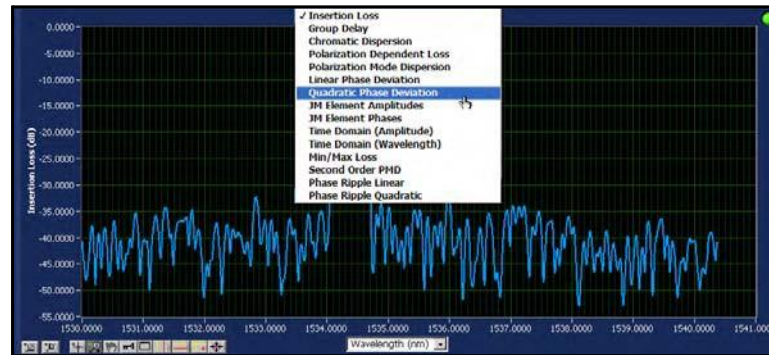 ✓ Insertion Loss
Group Delay
Chromatic Dispersion
Polarization Dependent Loss
Polarization Mode Dispersion
Linear Phase Deviation
Quadratic Phase Deviation
JM Element Amplitudes
JM Element Phases
Time Domain (Amplitude)
Time Domain (Wavelength)
Min/Max Loss
Second Order PMD
Phase Ripple Linear
Phase Ripple Quadratic
Insertion Loss (dB)
0.0000
-5.0000
-10.0000
-15.0000
-20.0000
-25.0000
-30.0000
-35.0000
-40.0000
-45.0000
-50.0000
-55.0000
1530.0000 1531.0000 1532.0000 1533.0000 1534.0000 1535.0000 1536.0000 1537.0000 1538.0000 1539.0000 1540.0000 1541.0000
Wavelength (nm)